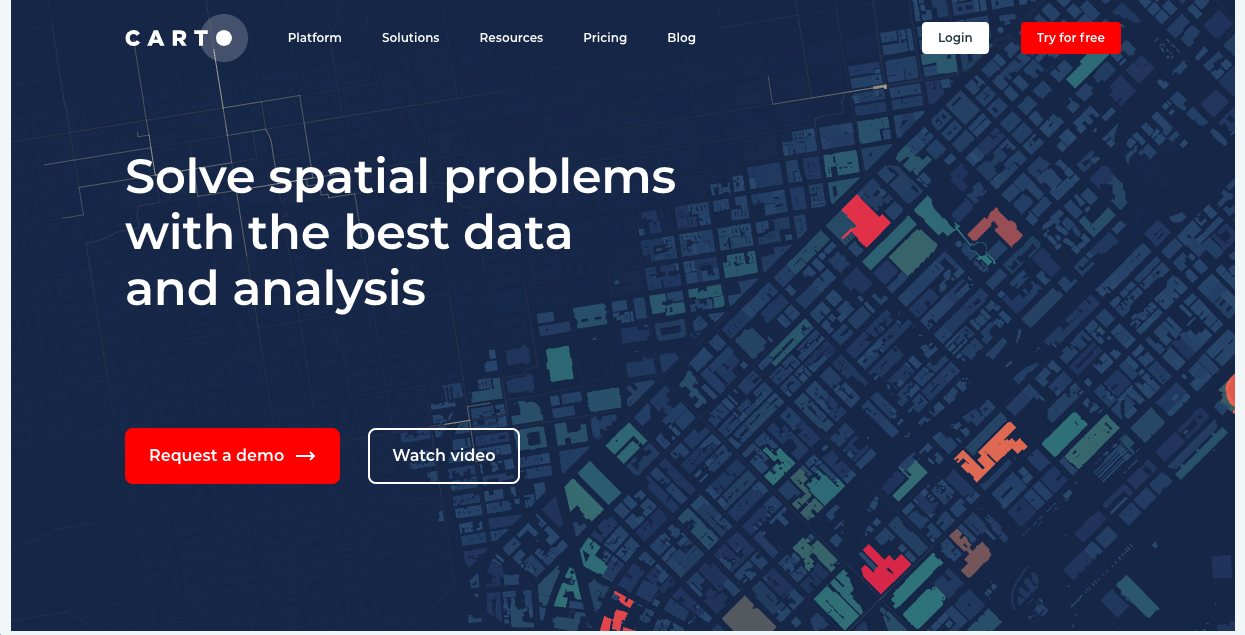 CARTO
Platform
Solutions
Resources
Pricing
Blog
Login
Try for free
Solve spatial problems
with the best data
and analysis
Request a demo →
Watch video